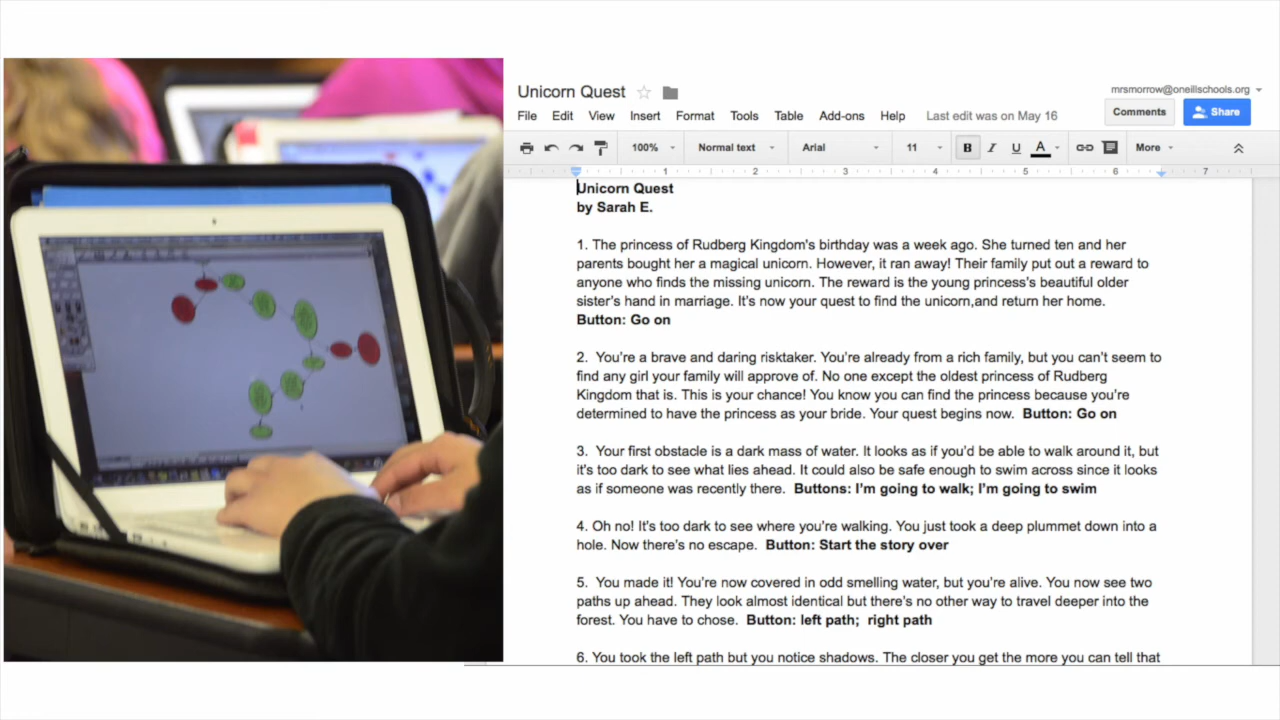 Unicorn Quest
mrsmorrow@oneillschools.org
File Edit View Insert Format Tools Table Add-ons Help Last edit was on May 16
Comments
Share
100% Normal text Arial 11 B I U A More
1 2 3 4 5 6 7
Unicorn Quest
by Sarah E.
1. The princess of Rudberg Kingdom's birthday was a week ago. She turned ten and her
parents bought her a magical unicorn. However, it ran away! Their family put out a reward to
anyone who finds the missing unicorn. The reward is the young princess's beautiful older
sister's hand in marriage. It's now your quest to find the unicorn,and return her home.
Button: Go on
2. You're a brave and daring risktaker. You're already from a rich family, but you can't seem to
find any girl your family will approve of. No one except the oldest princess of Rudberg
Kingdom that is. This is your chance! You know you can find the princess because you're
determined to have the princess as your bride. Your quest begins now. Button: Go on
3. Your first obstacle is a dark mass of water. It looks as if you'd be able to walk around it, but
it's too dark to see what lies ahead. It could also be safe enough to swim across since it looks
as if someone was recently there. Buttons: I'm going to walk; I'm going to swim
4. Oh no! It's too dark to see where you're walking. You just took a deep plummet down into a
hole. Now there's no escape. Button: Start the story over
5. You made it! You're now covered in odd smelling water, but you're alive. You now see two
paths up ahead. They look almost identical but there's no other way to travel deeper into the
forest. You have to chose. Button: left path; right path
6. You took the left path but you notice shadows. The closer you get the more you can tell that